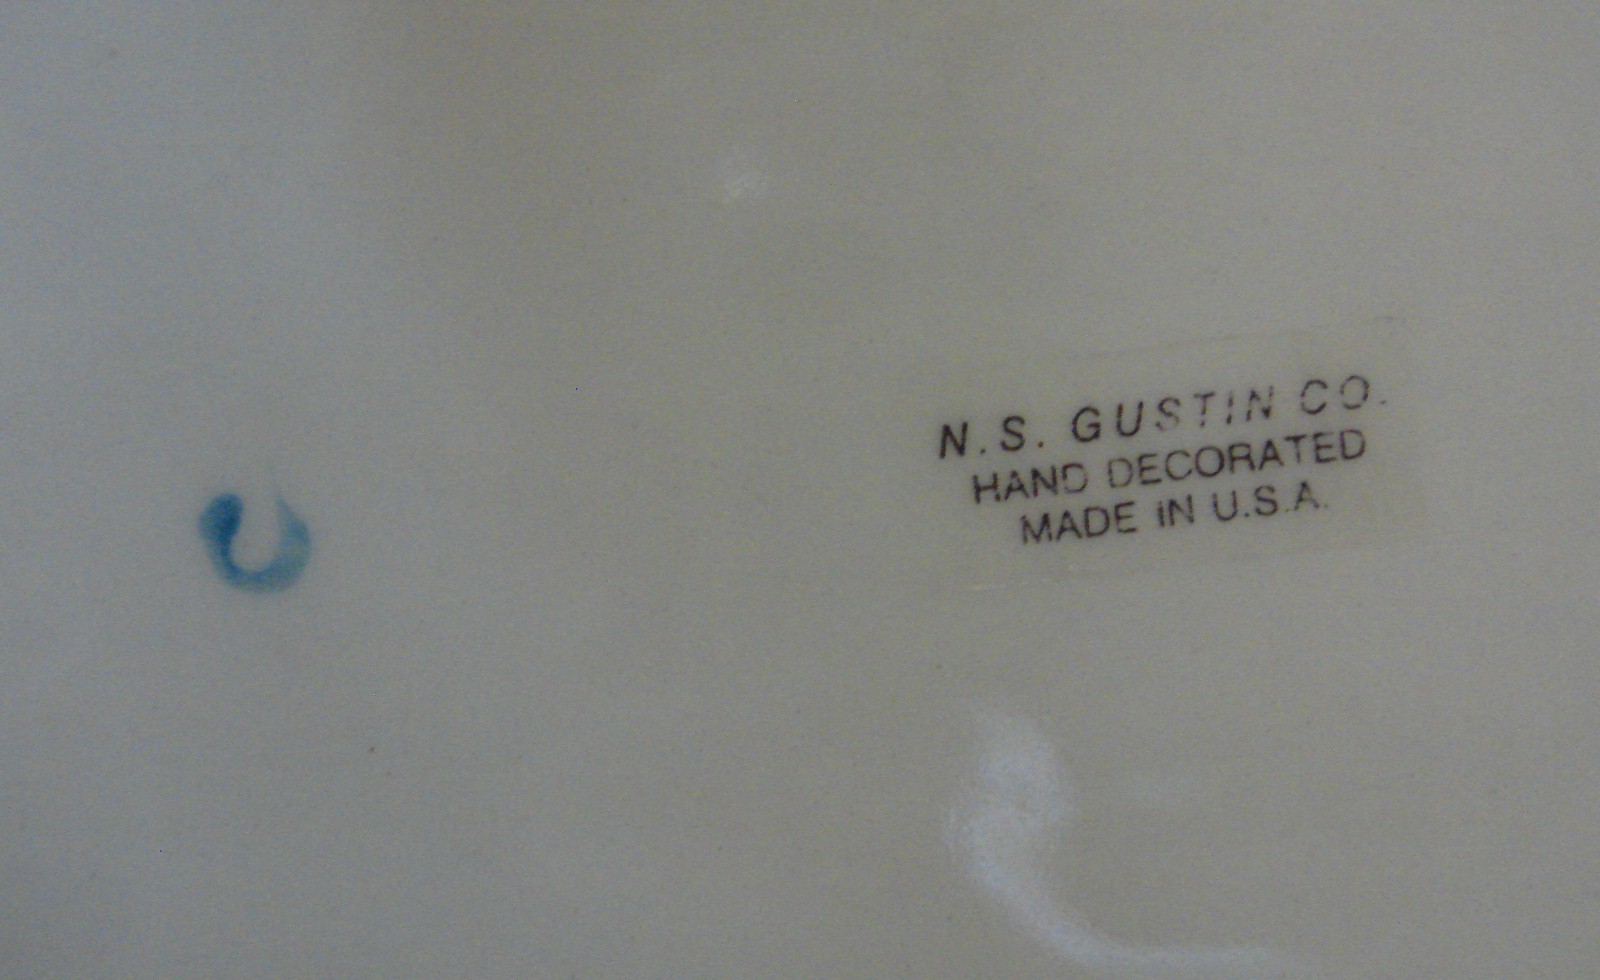 N.S. GUSTIN CO.
HAND DECORATED
MADE IN U.S.A.